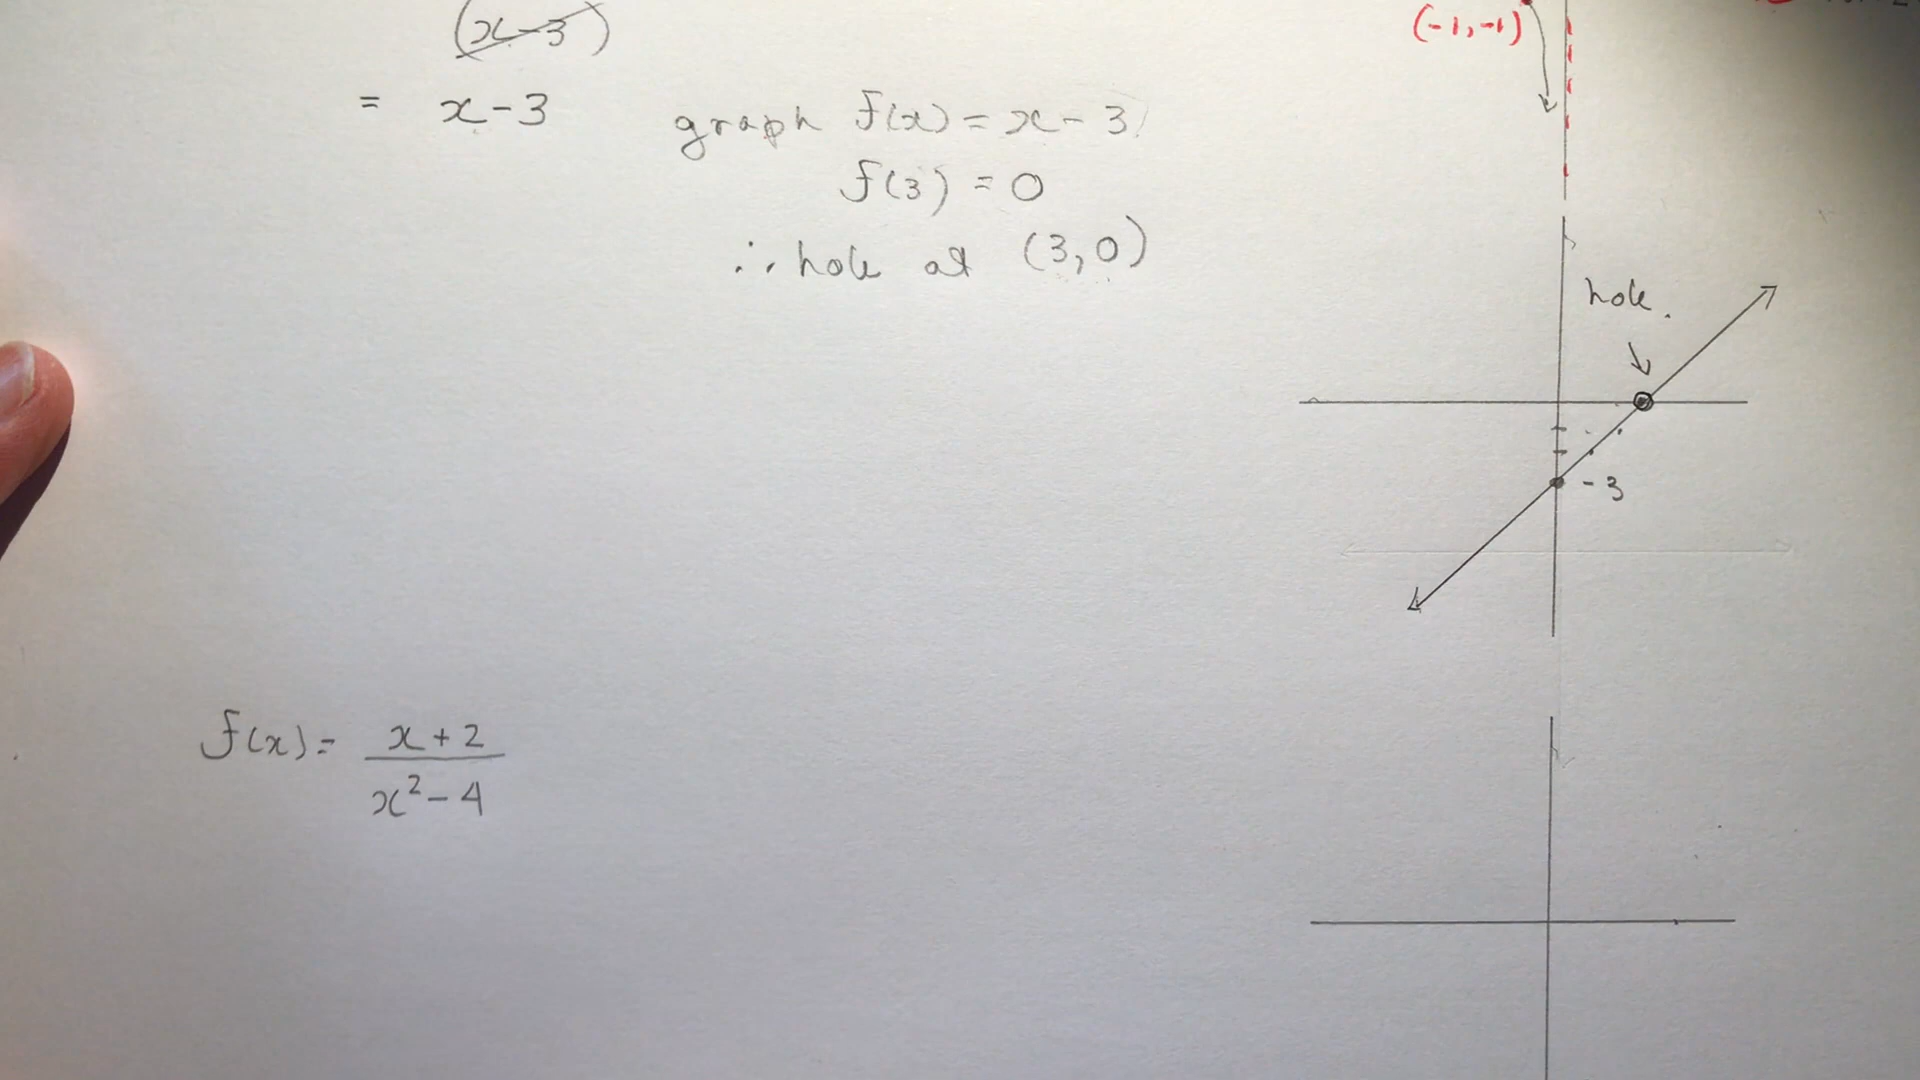 (x-3)
= x-3 graph f(x) = x-3
f(3) = 0
∴ hole at (3,0)
(-1,-1)
hole.
-3
f(x) = x+2
x²-4